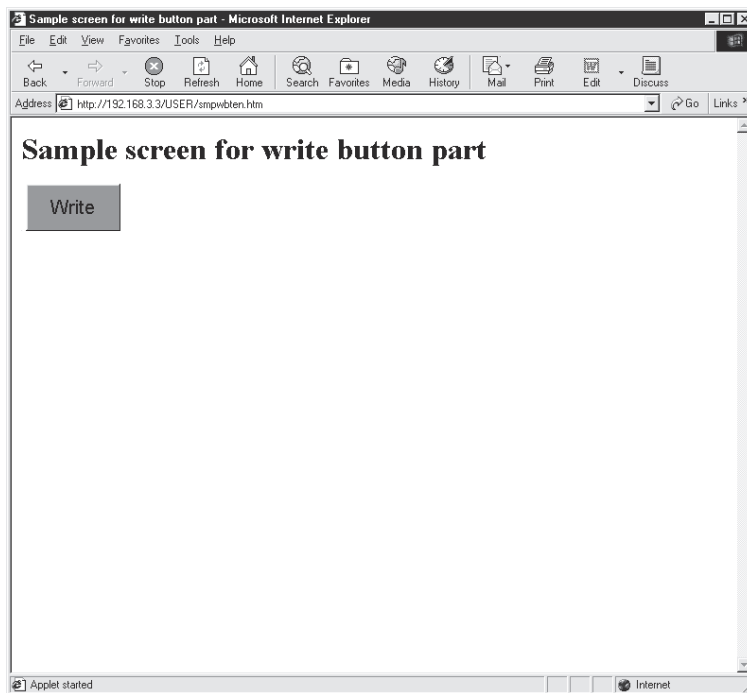 Sample screen for write button part - Microsoft Internet Explorer
File Edit View Favorites Tools Help
Back Forward Stop Refresh Home Search Favorites Media History Mail Print Edit Discuss
Address http://192.168.3.3/USER/smpwbten.htm Go Links »
Sample screen for write button part
Write
Applet started Internet